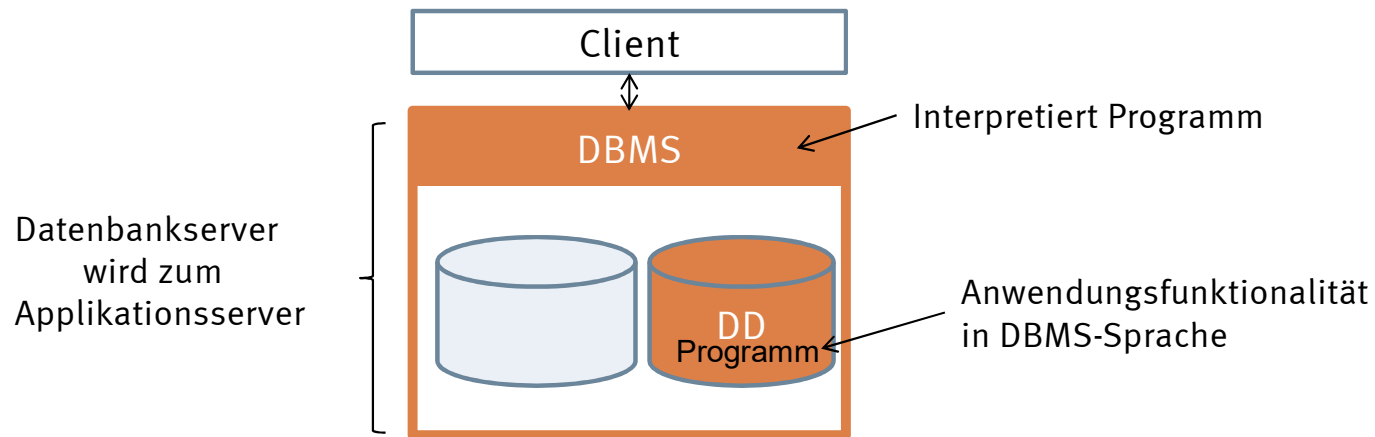 Client
DBMS
Interpretiert Programm
Datenbankserver
wird zum
Applikationsserver
DD
Programm
Anwendungsfunktionalität
in DBMS-Sprache